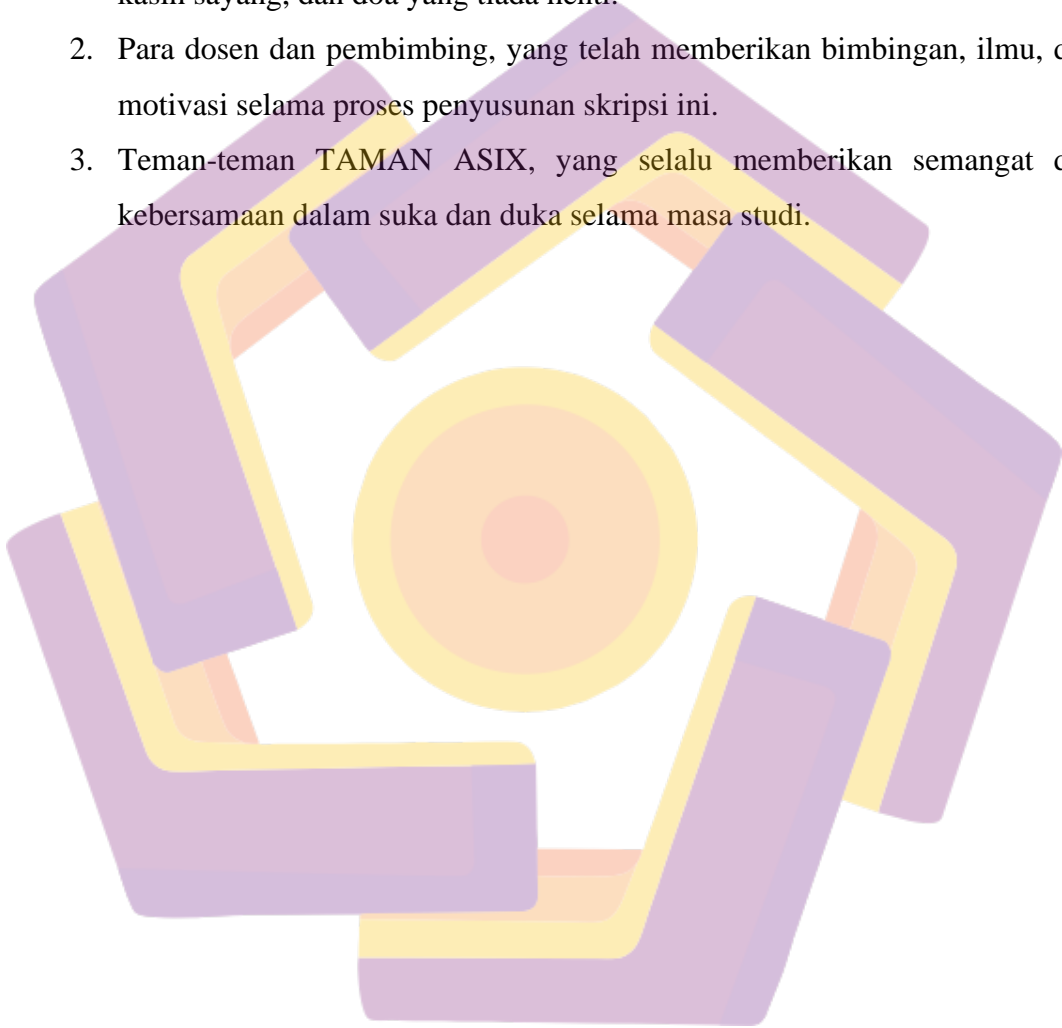 kasih sayang, dan doa yang tiada henti.
2. Para dosen dan pembimbing, yang telah memberikan bimbingan, ilmu, d
motivasi selama proses penyusunan skripsi ini.
3. Teman-teman TAMAN ASIX, yang selalu memberikan semangat d
kebersamaan dalam suka dan duka selama masa studi.